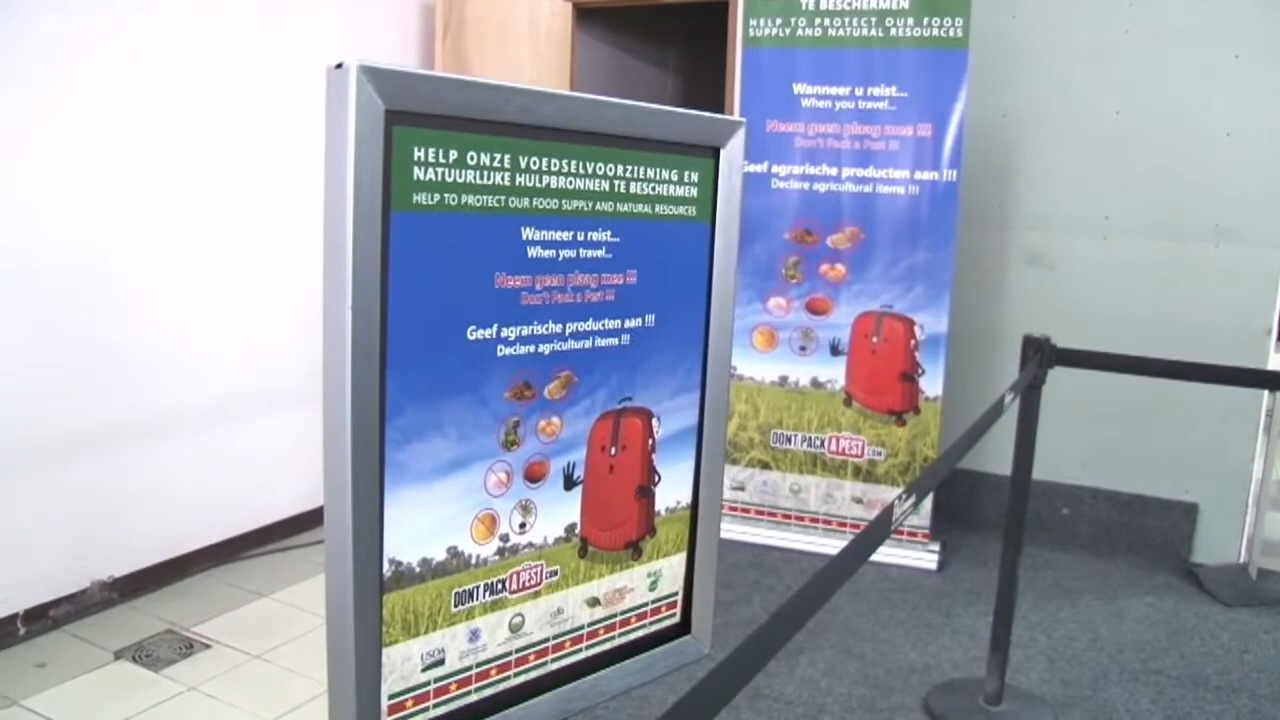 HELP ONZE VOEDSELVOORZIENING EN
NATUURLIJKE HULPBRONNEN TE BESCHERMEN
HELP TO PROTECT OUR FOOD SUPPLY AND NATURAL RESOURCES
Wanneer u reist...
When you travel...
Neem geen plaag mee !!!
Don't Pack a Pest !!!
Geef agrarische producten aan !!!
Declare agricultural items !!!
DONT PACK A PEST.COM
USDA
TE BESCHERMEN
HELP TO PROTECT OUR FOOD
SUPPLY AND NATURAL RESOURCES
Wanneer u reist...
When you travel...
Neem geen plaag mee !!!
Don't Pack a Pest !!!
Geef agrarische producten aan !!!
Declare agricultural items !!!
DONT PACK A PEST.COM